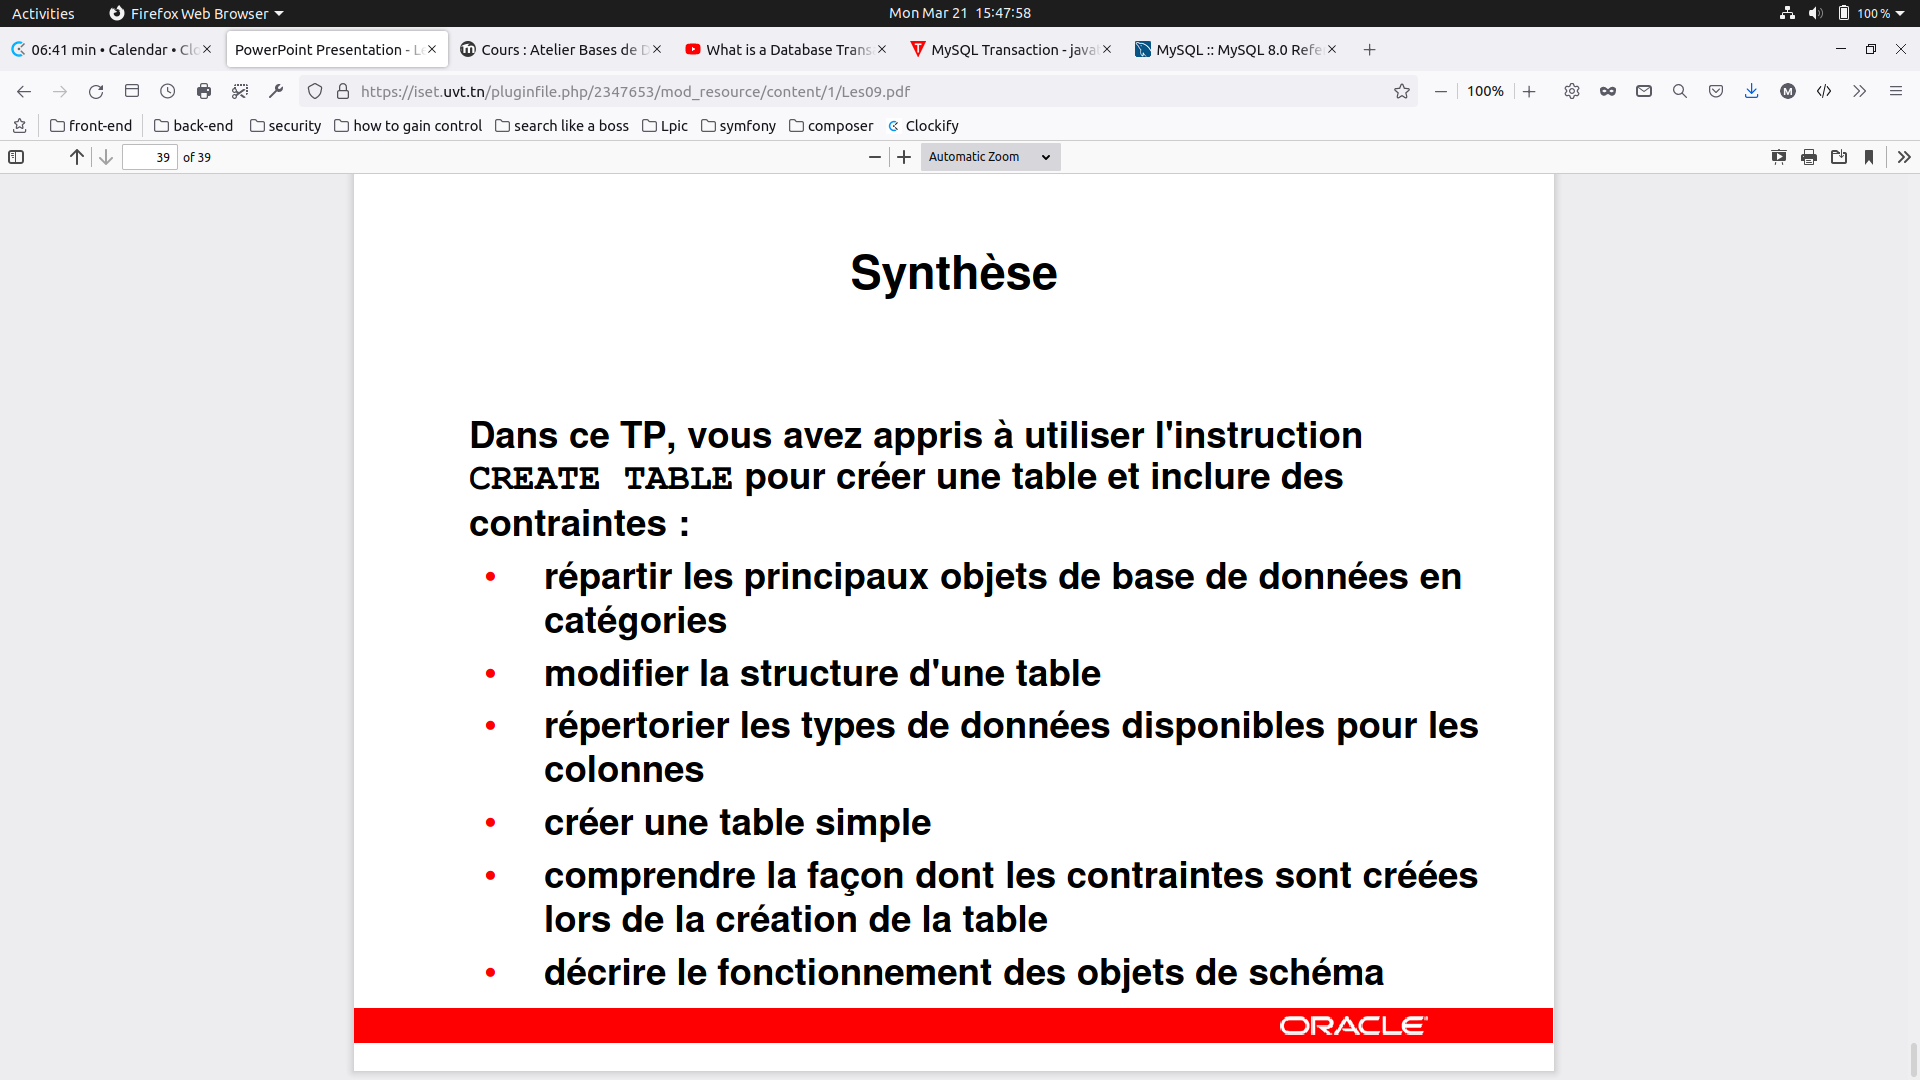 Activities
Firefox Web Browser
Mon Mar 21 15:47:58
100 %
06:41 min • Calendar • Clo
PowerPoint Presentation - Le
Cours : Atelier Bases de D
What is a Database Trans
MySQL Transaction - java
MySQL :: MySQL 8.0 Refe
https://iset.uvt.tn/pluginfile.php/2347653/mod_resource/content/1/Les09.pdf
100%
front-end
back-end
security
how to gain control
search like a boss
Lpic
symfony
composer
Clockify
39 of 39
Automatic Zoom
Synthèse
Dans ce TP, vous avez appris à utiliser l'instruction
CREATE TABLE pour créer une table et inclure des
contraintes :
• répartir les principaux objets de base de données en
catégories
• modifier la structure d'une table
• répertorier les types de données disponibles pour les
colonnes
• créer une table simple
• comprendre la façon dont les contraintes sont créées
lors de la création de la table
• décrire le fonctionnement des objets de schéma
ORACLE